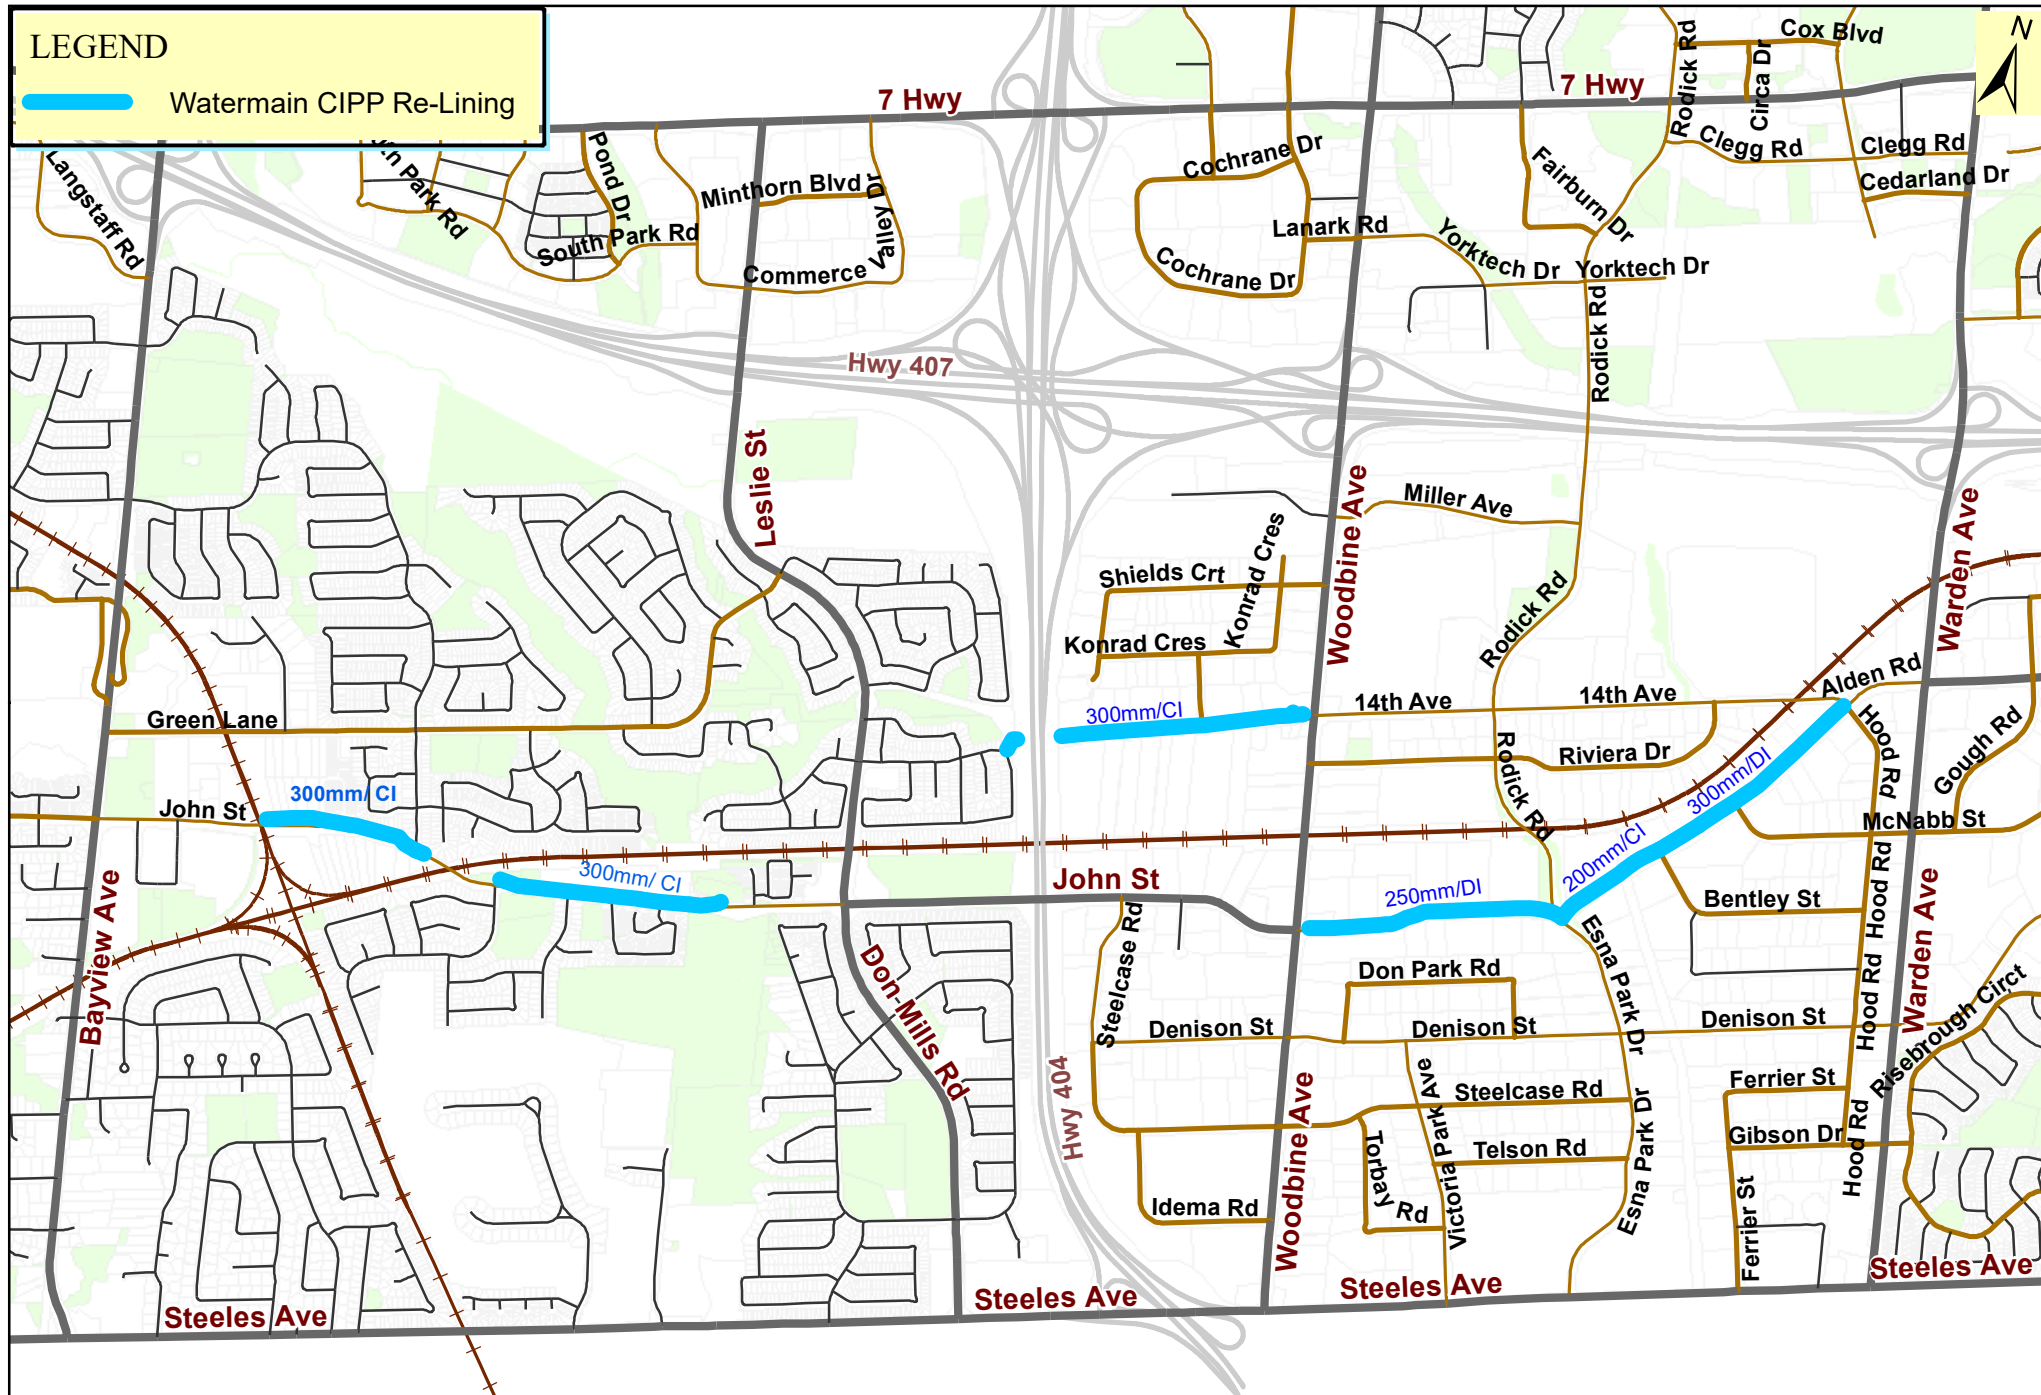 LEGEND
Watermain CIPP Re-Lining
N
7 Hwy
7 Hwy
Rodick Rd
Cox Blvd
Circa Dr
Clegg Rd
Clegg Rd
Cedarland Dr
Langstaff Rd
Park Rd
Pond Dr
South Park Rd
Minthorn Blvd
Commerce Valley Dr
Cochrane Dr
Cochrane Dr
Lanark Rd
Fairburn Dr
Yorktech Dr
Yorktech Dr
Rodick Rd
Hwy 407
Leslie St
Woodbine Ave
Miller Ave
Warden Ave
Shields Crt
Konrad Cres
Konrad Cres
Rodick Rd
Green Lane
300mm/CI
14th Ave
14th Ave
Alden Rd
Riviera Dr
Rodick Rd
300mm/DI
Hood Rd
Gough Rd
John St
300mm/ CI
300mm/ CI
McNabb St
200mm/CI
John St
250mm/DI
Bentley St
Hood Rd
Hood Rd
Bayview Ave
Don Mills Rd
Steelcase Rd
Don Park Rd
Esna Park Dr
Warden Ave
Denison St
Denison St
Denison St
Hood Rd
Risebrough Circt
Hwy 404
Woodbine Ave
Victoria Park Ave
Steelcase Rd
Ferrier St
Torbay Rd
Telson Rd
Esna Park Dr
Gibson Dr
Hood Rd
Idema Rd
Ferrier St
Steeles Ave
Steeles Ave
Steeles Ave
Steeles Ave